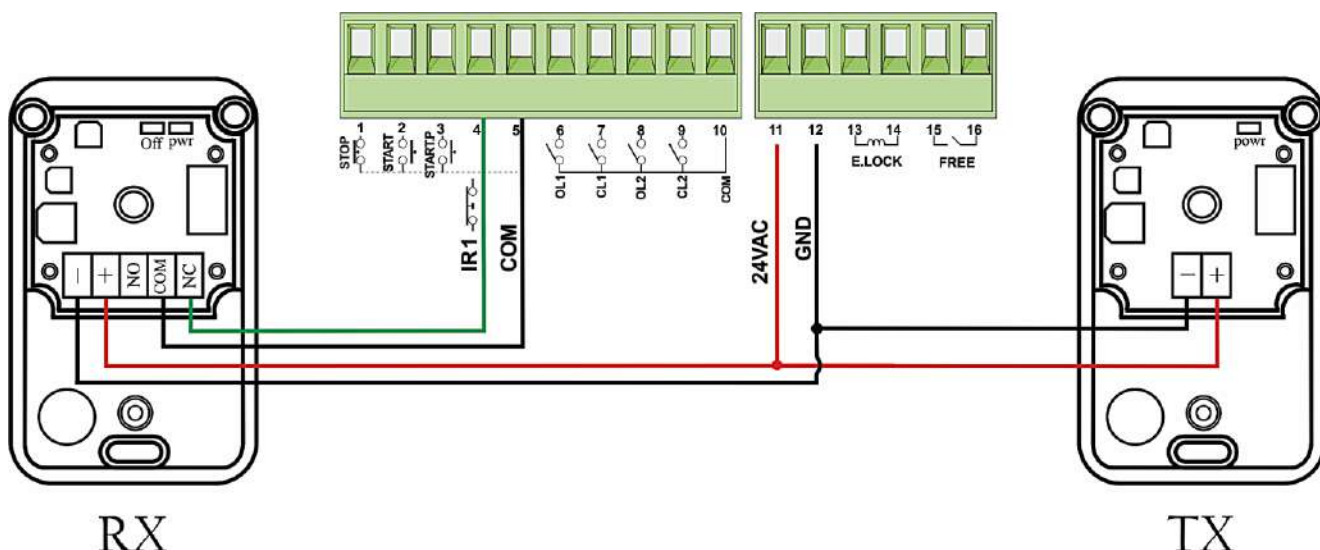 Off pwr
− + NO COM NC
1 2 3 4 5 6 7 8 9 10 11 12 13 14 15 16
STOP
START
STARTP
IR1
COM
OL1
CL1
OL2
CL2
COM
24VAC
GND
E.LOCK
FREE
powr
− +
RX
TX